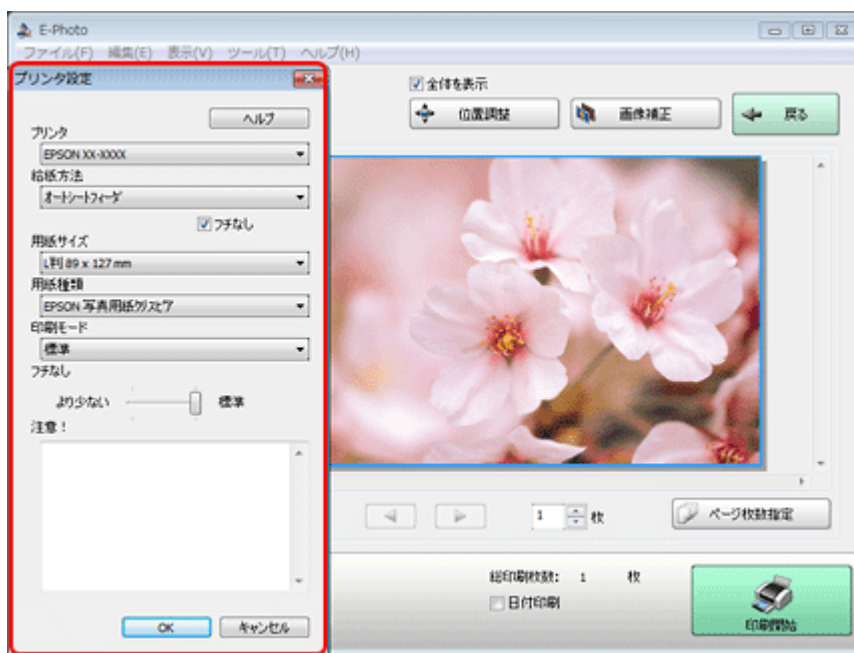 E-Photo
ファイル(F) 編集(E) 表示(V) ツール(T) ヘルプ(H)
プリンタ設定
ヘルプ
プリンタ
EPSON XX-XXXX
給紙方法
オートシートフィーダ
フチなし
用紙サイズ
L判 89 x 127 mm
用紙種類
EPSON 写真用紙クリスピア
印刷モード
標準
フチなし
より少ない 標準
注意！
OK キャンセル
全体を表示
位置調整 画像補正 戻る
1 枚 ページ枚数指定
総印刷枚数: 1 枚
日付印刷
印刷開始